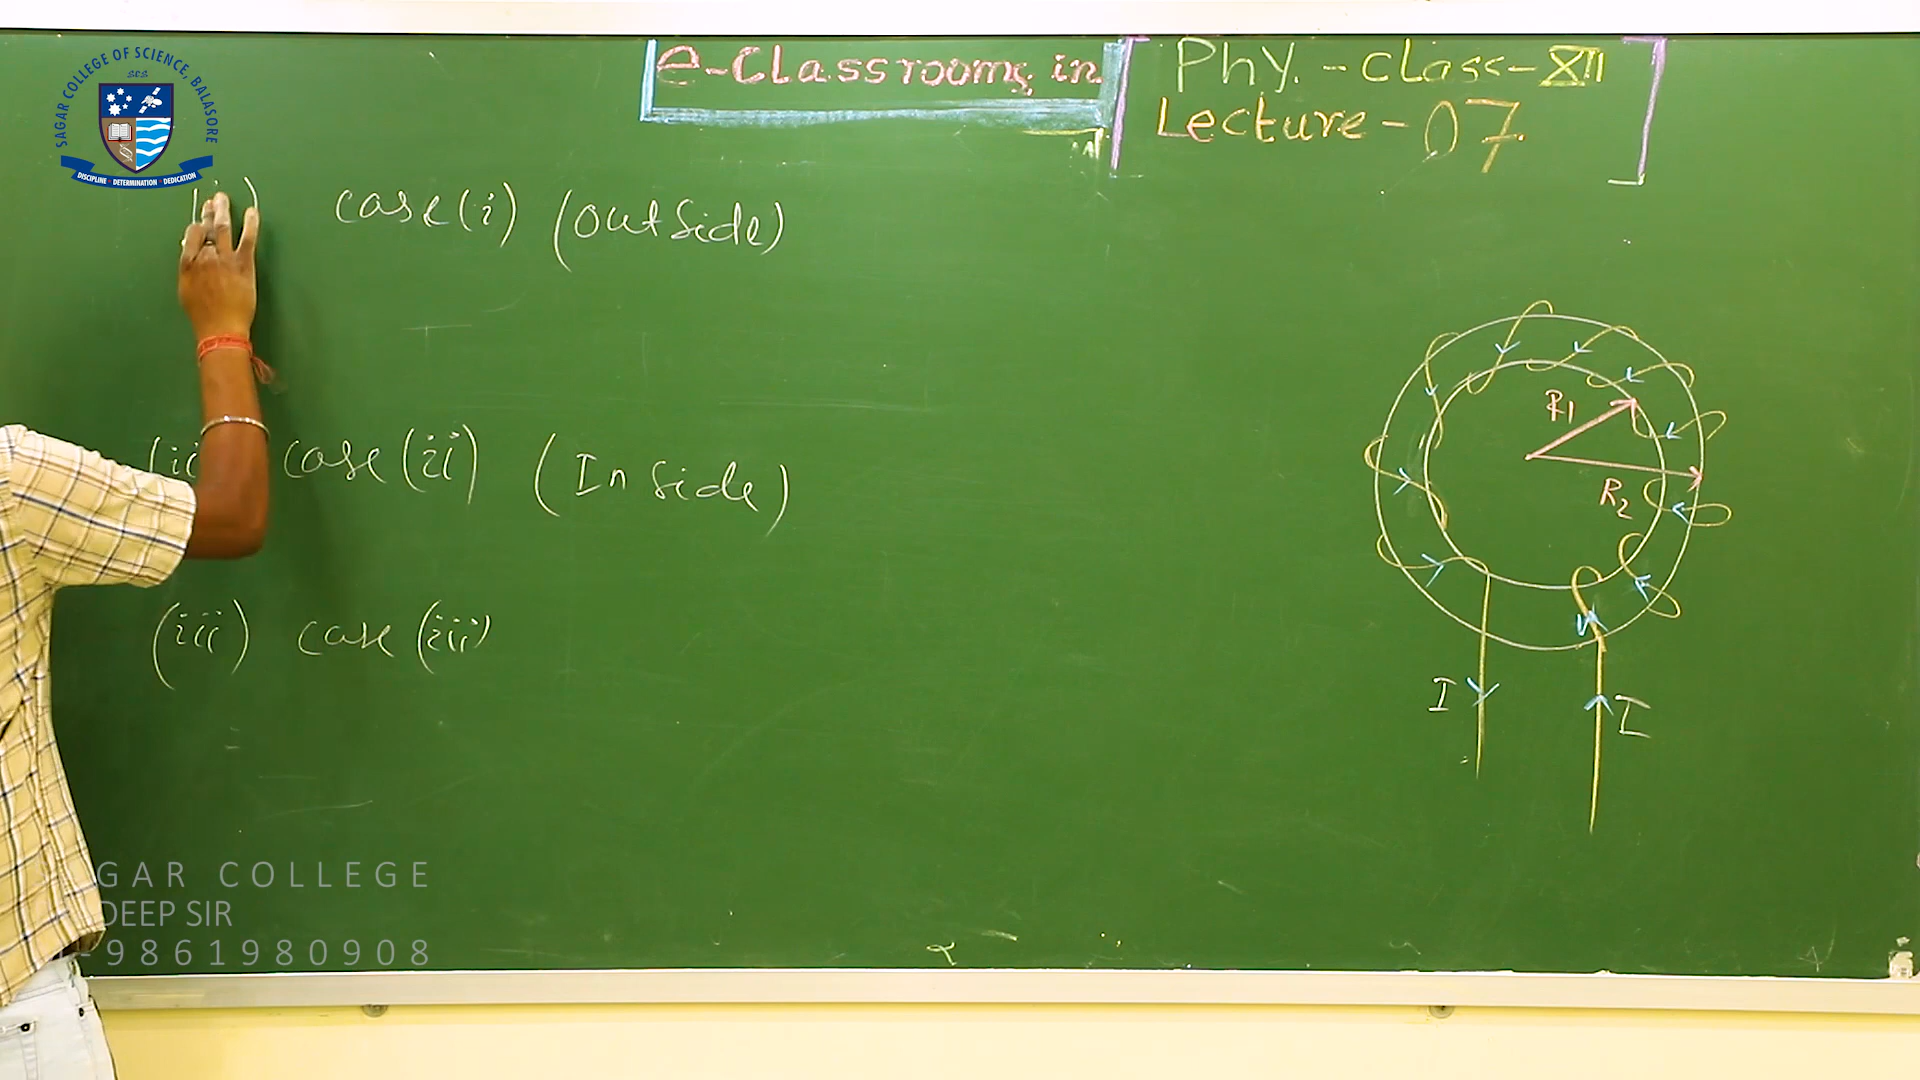 SAGAR COLLEGE OF SCIENCE, BALASORE
SCS
DISCIPLINE - DETERMINATION - DEDICATION
e-Classrooms in
Phy. - class - XII
Lecture - 07
case (i) (outside)
case (ii) (Inside)
(iii) case (iii)
R1
R2
I
I
GAR COLLEGE
DEEP SIR
-9861980908